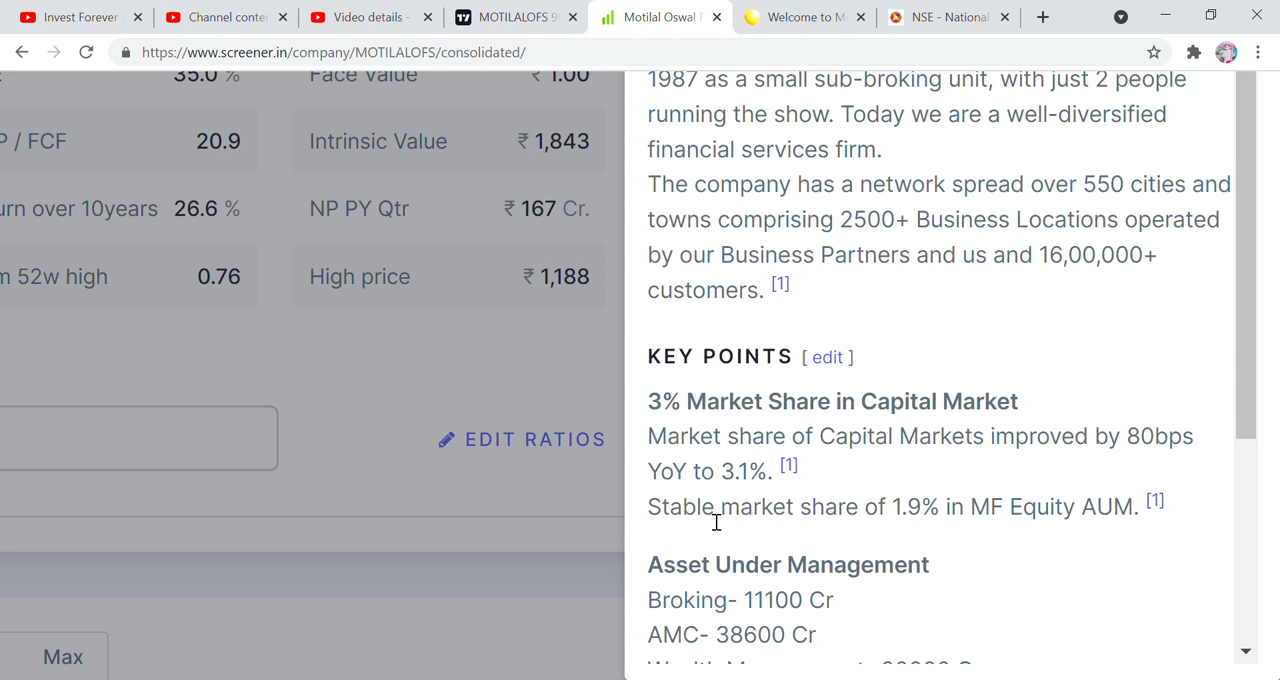 Invest Forever
Channel conter
Video details -
MOTILALOFS 9
Motilal Oswal
Welcome to M
NSE - National
https://www.screener.in/company/MOTILALOFS/consolidated/
35.0 %
Face Value
₹ 1.00
P / FCF
20.9
Intrinsic Value
₹ 1,843
urn over 10years
26.6 %
NP PY Qtr
₹ 167 Cr.
m 52w high
0.76
High price
₹ 1,188
EDIT RATIOS
Max
1987 as a small sub-broking unit, with just 2 people
running the show. Today we are a well-diversified
financial services firm.
The company has a network spread over 550 cities and
towns comprising 2500+ Business Locations operated
by our Business Partners and us and 16,00,000+
customers. [1]
KEY POINTS [ edit ]
3% Market Share in Capital Market
Market share of Capital Markets improved by 80bps
YoY to 3.1%. [1]
Stable market share of 1.9% in MF Equity AUM. [1]
Asset Under Management
Broking- 11100 Cr
AMC- 38600 Cr